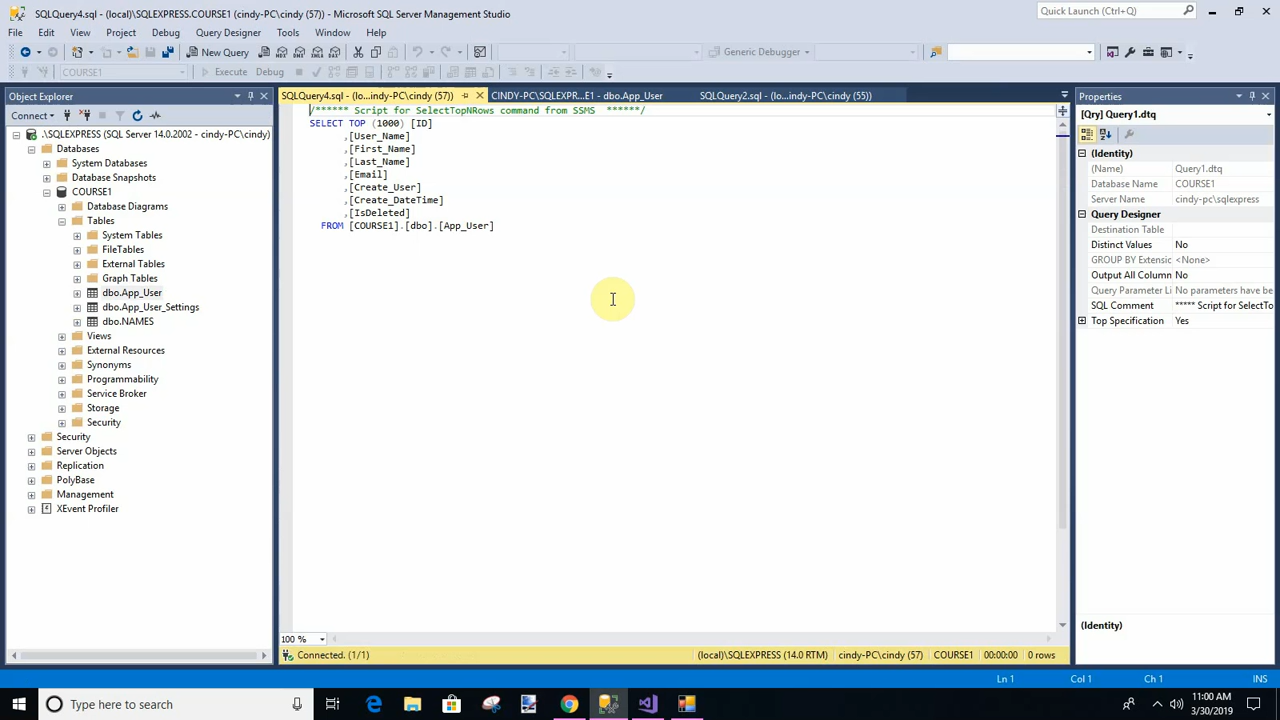 SQLQuery4.sql - (local)\SQLEXPRESS.COURSE1 (cindy-PC\cindy (57)) - Microsoft SQL Server Management Studio
Quick Launch (Ctrl+Q)
File Edit View Project Debug Query Designer Tools Window Help
New Query
Generic Debugger
COURSE1
Execute Debug
Object Explorer
SQLQuery4.sql - (lo...indy-PC\cindy (57))
CINDY-PC\SQLEXPR...E1 - dbo.App_User
SQLQuery2.sql - (lo...indy-PC\cindy (55))
Properties
Connect
.\SQLEXPRESS (SQL Server 14.0.2002 - cindy-PC\cindy)
Databases
System Databases
Database Snapshots
COURSE1
Database Diagrams
Tables
System Tables
FileTables
External Tables
Graph Tables
dbo.App_User
dbo.App_User_Settings
dbo.NAMES
Views
External Resources
Synonyms
Programmability
Service Broker
Storage
Security
Security
Server Objects
Replication
PolyBase
Management
XEvent Profiler
/****** Script for SelectTopNRows command from SSMS ******/
SELECT TOP (1000) [ID]
,[User_Name]
,[First_Name]
,[Last_Name]
,[Email]
,[Create_User]
,[Create_DateTime]
,[IsDeleted]
FROM [COURSE1].[dbo].[App_User]
[Qry] Query1.dtq
(Identity)
(Name) Query1.dtq
Database Name COURSE1
Server Name cindy-pc\sqlexpress
Query Designer
Destination Table
Distinct Values No
GROUP BY Extensio <None>
Output All Column No
Query Parameter Li No parameters have be
SQL Comment ***** Script for SelectTo
Top Specification Yes
(Identity)
100 %
Connected. (1/1)
(local)\SQLEXPRESS (14.0 RTM) cindy-PC\cindy (57) COURSE1 00:00:00 0 rows
Ln 1 Col 1 Ch 1 INS
Type here to search
11:00 AM
3/30/2019